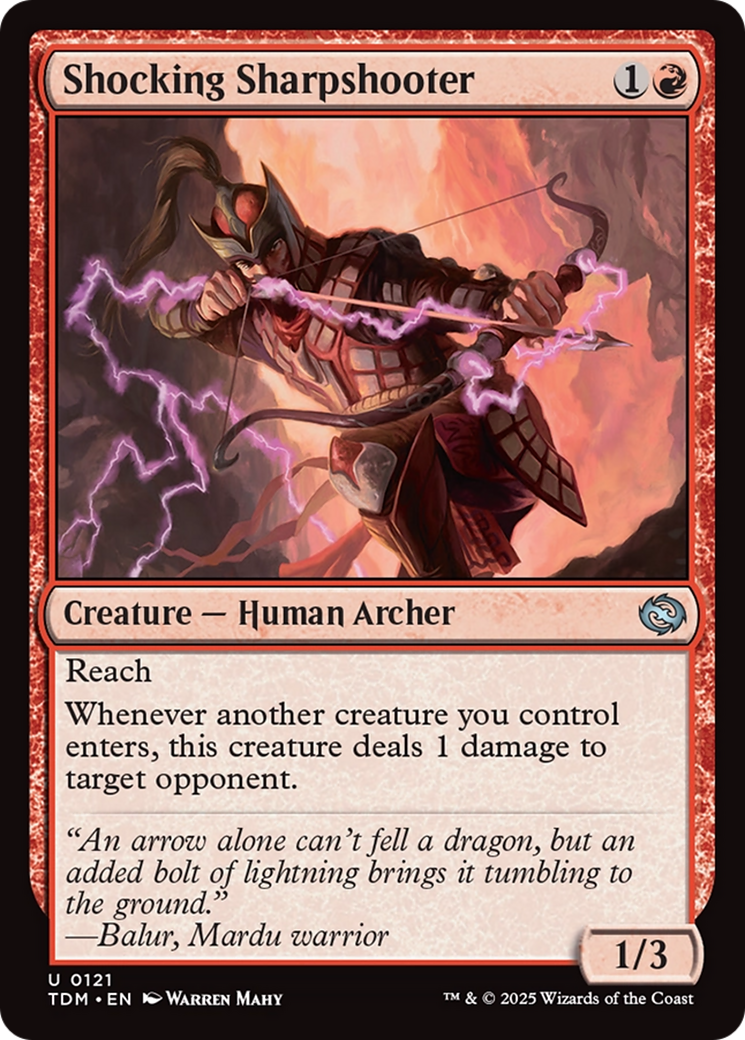 Shocking Sharpshooter 1
Creature — Human Archer
Reach
Whenever another creature you control
enters, this creature deals 1 damage to
target opponent.
“An arrow alone can’t fell a dragon, but an
added bolt of lightning brings it tumbling to
the ground.”
—Balur, Mardu warrior
1/3
U 0121
TDM • EN Warren Mahy
™ & © 2025 Wizards of the Coast